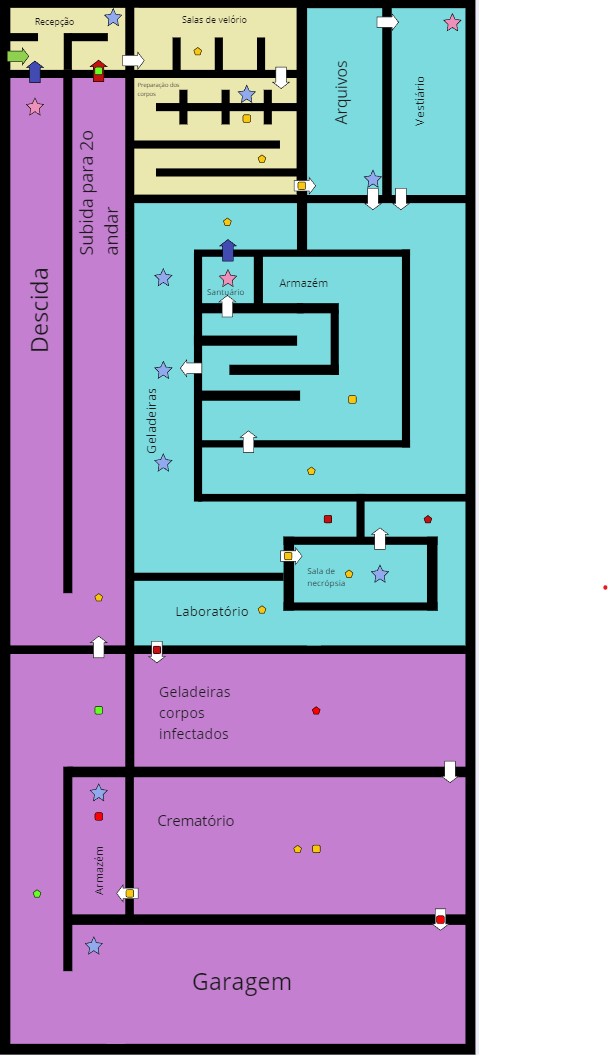 Recepção
Salas de velório
Preparação dos
corpos
Arquivos
Vestiário
Subida para 2o
andar
Descida
Santuário
Armazém
Geladeiras
Sala de
necrópsia
Laboratório
Geladeiras
corpos
infectados
Crematório
Armazém
Garagem